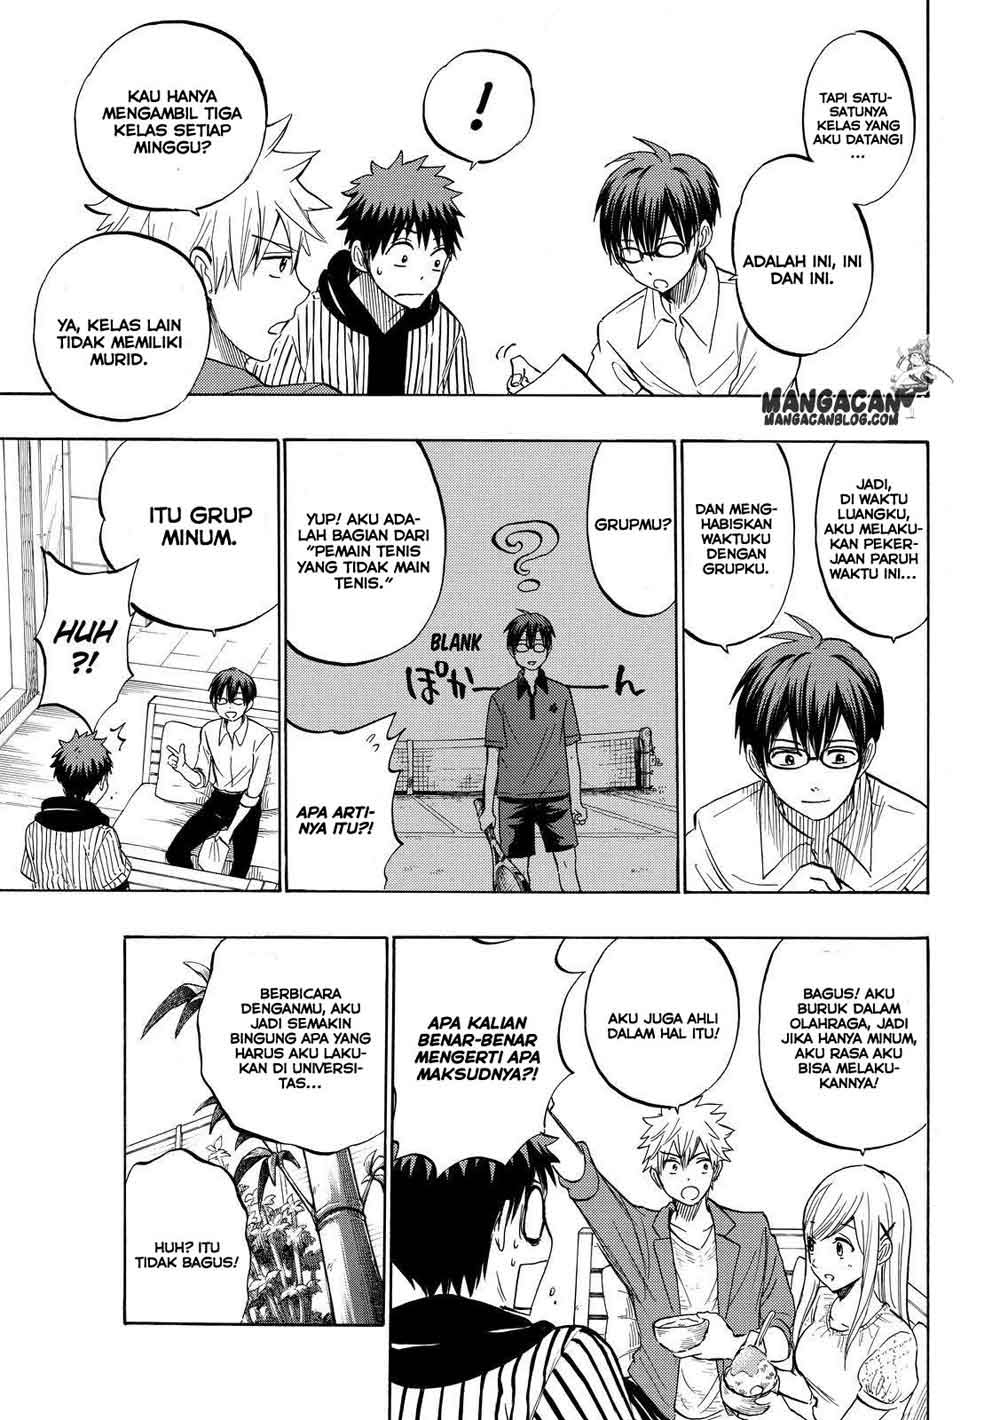 TAPI SATU-
SATUNYA
KELAS YANG
AKU DATANGI
...
ADALAH INI, INI
DAN INI.
!
KAU HANYA
MENGAMBIL TIGA
KELAS SETIAP
MINGGU?
YA, KELAS LAIN
TIDAK MEMILIKI
MURID.
MANGACAN
MANGACANBLOG.COM
JADI,
DI WAKTU
LUANGKU,
AKU MELAKU-
KAN PEKER-
JAAN PARUH
WAKTU INI...
DAN MENG-
HABISKAN
WAKTUKU
DENGAN
GRUPKU.
GRUPMU?
?
YUP! AKU ADA-
LAH BAGIAN DARI
"PEMAIN TENIS
YANG TIDAK MAIN
TENIS."
BLANK
ぽかーーん
APA ARTI-
NYA ITU?!
ITU GRUP
MINUM.
HUH
?!
BAGUS! AKU
BURUK DALAM
OLAHRAGA, JADI
JIKA HANYA MINUM,
AKU RASA AKU
BISA MELAKU-
KANNYA!
AKU JUGA AHLI
DALAM HAL ITU!
APA KALIAN
BENAR-BENAR
MENGERTI APA
MAKSUDNYA?!
BERBICARA
DENGANMU, AKU
JADI SEMAKIN
BINGUNG APA YANG
HARUS AKU LAKU-
KAN DI UNIVERSI-
TAS...
HUH? ITU
TIDAK BAGUS!